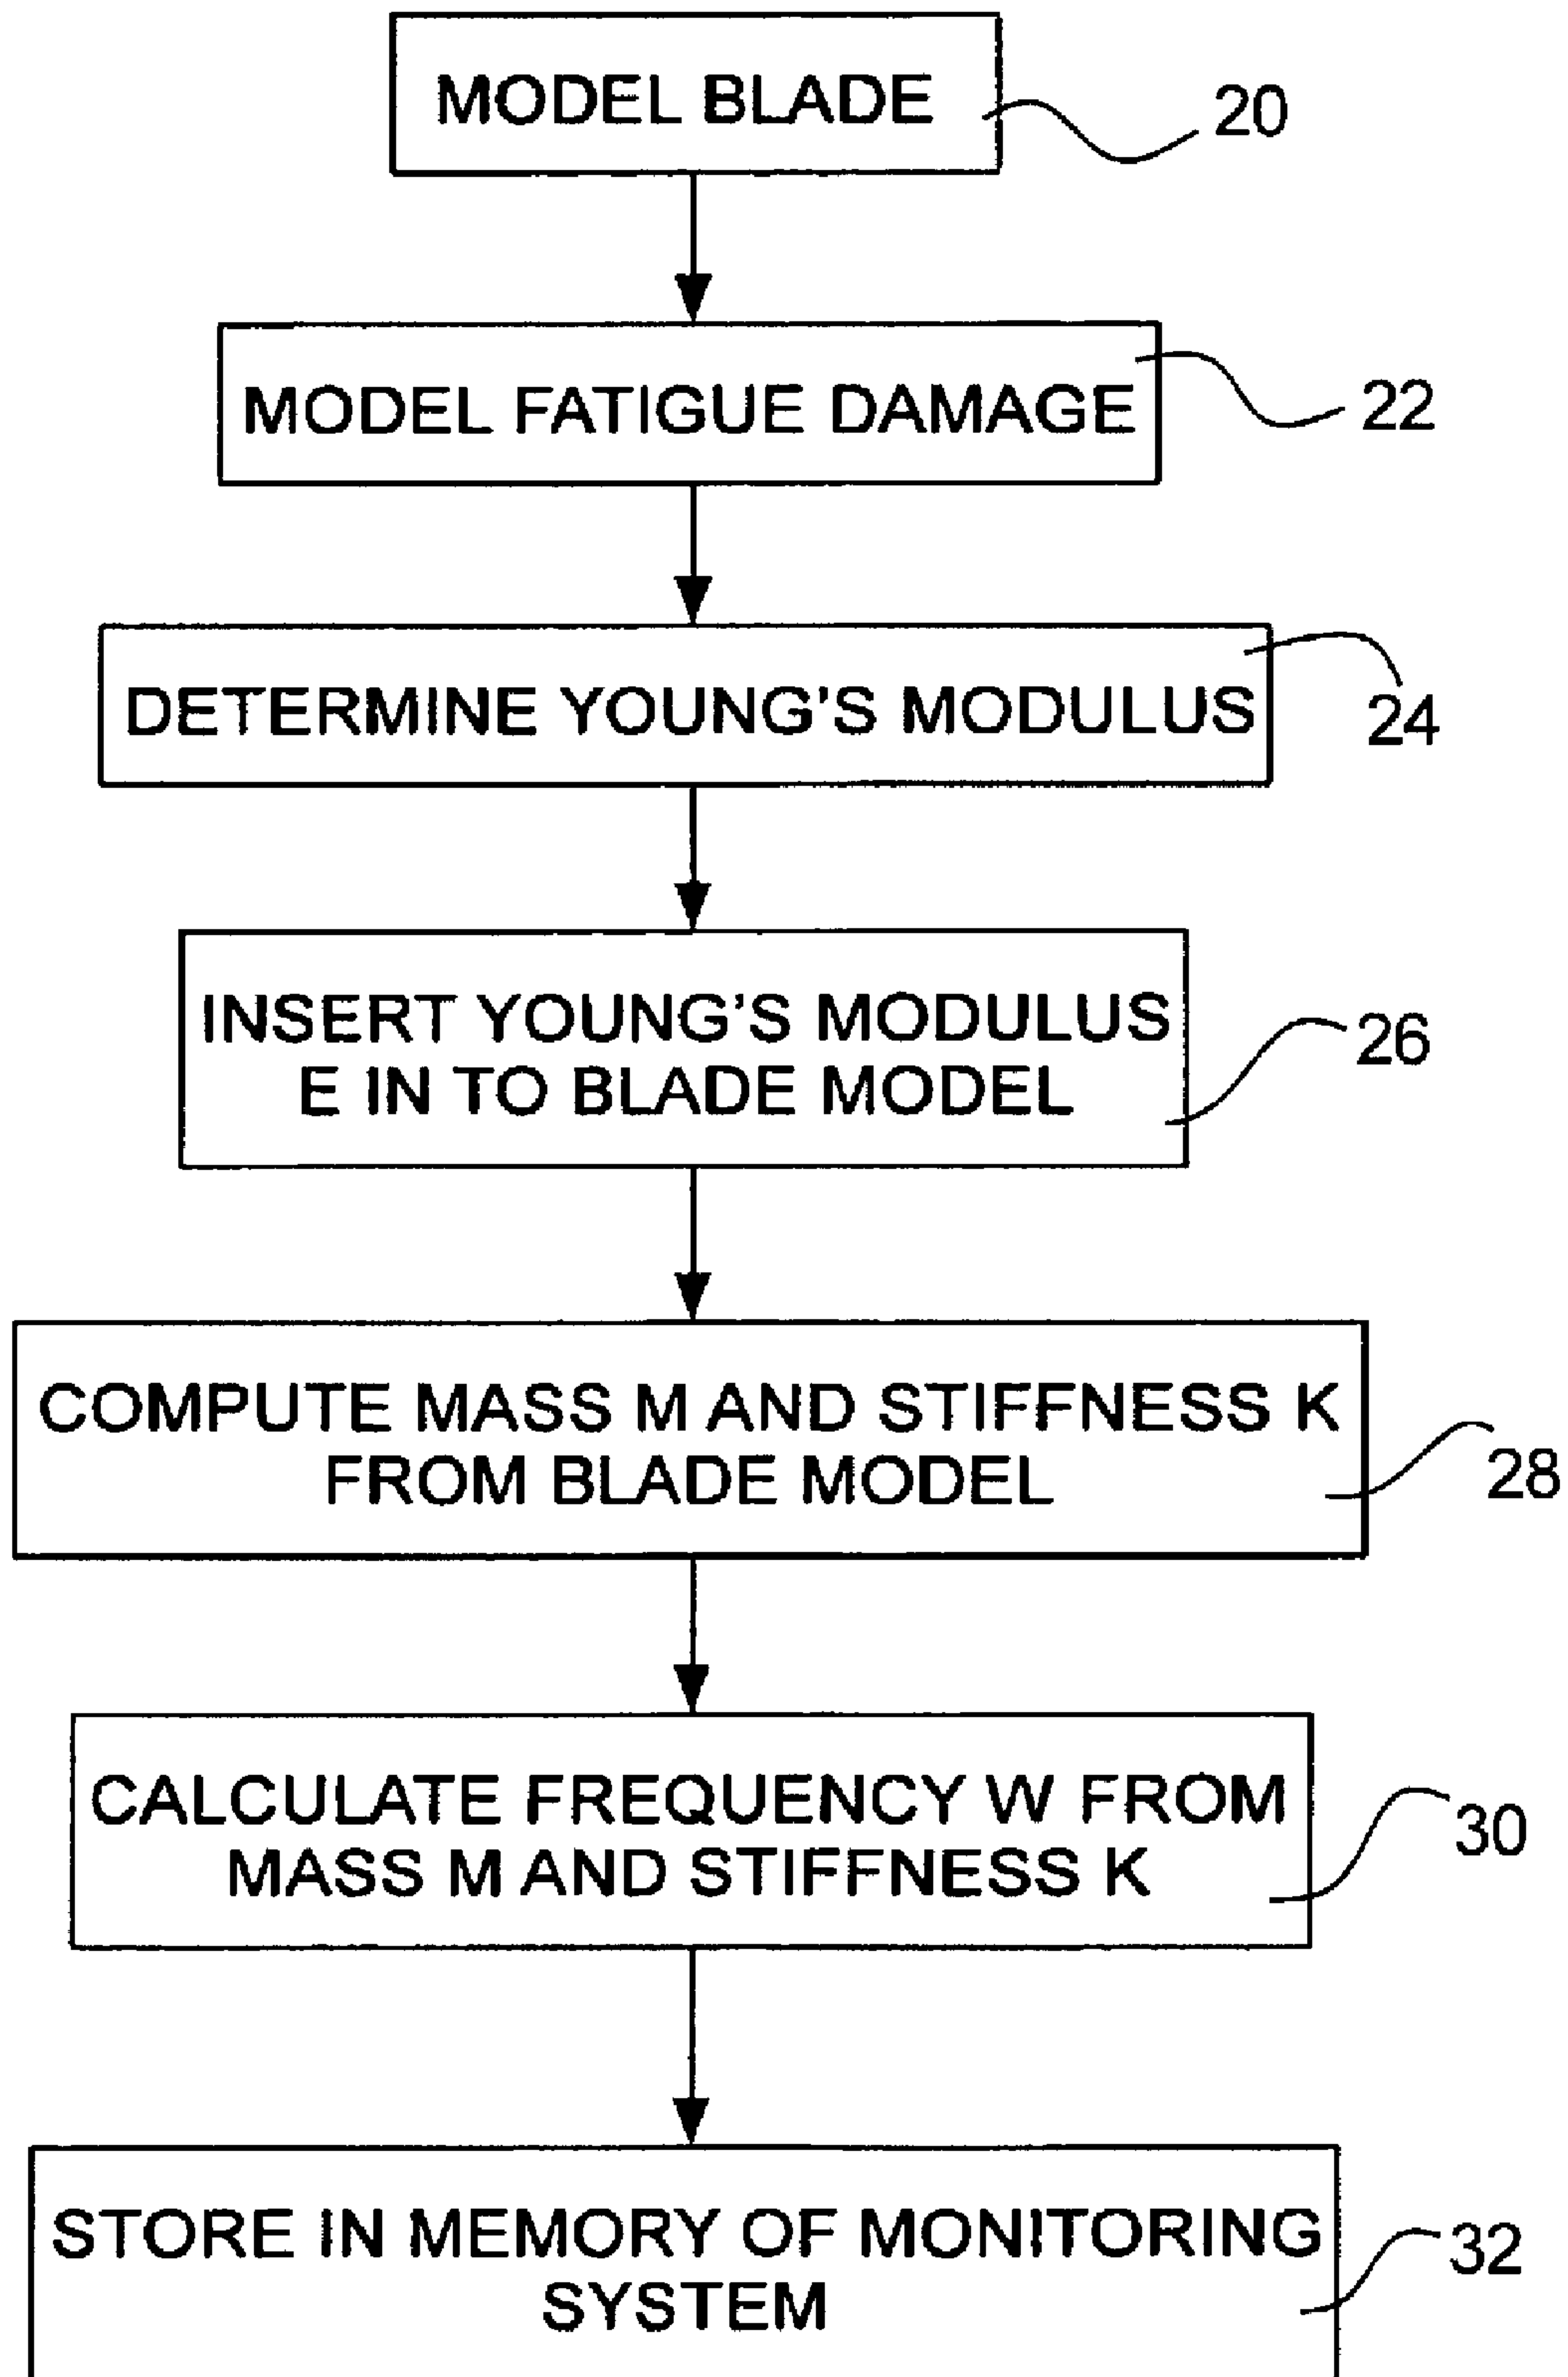 MODEL BLADE
20
MODEL FATIGUE DAMAGE
22
DETERMINE YOUNG'S MODULUS
24
INSERT YOUNG'S MODULUS
E IN TO BLADE MODEL
26
COMPUTE MASS M AND STIFFNESS K
FROM BLADE MODEL
28
CALCULATE FREQUENCY W FROM
MASS M AND STIFFNESS K
30
STORE IN MEMORY OF MONITORING
SYSTEM
32